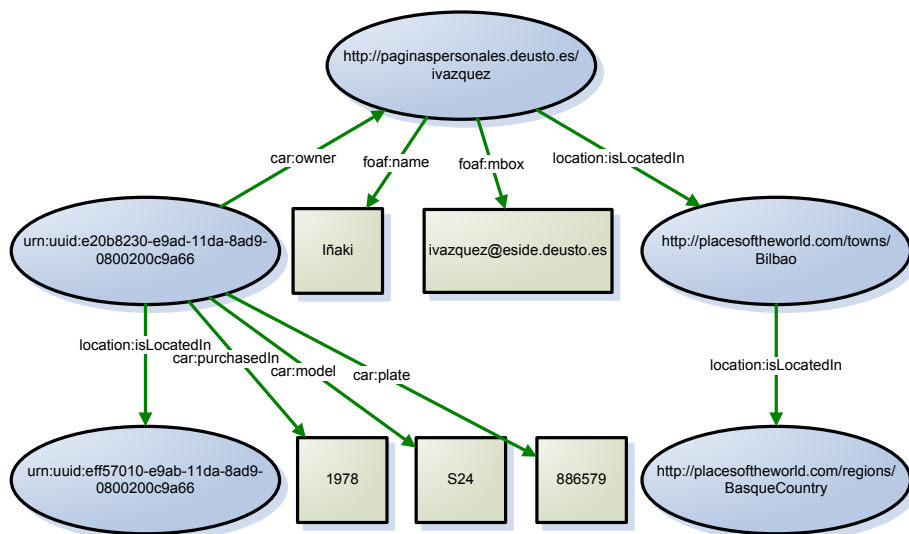 http://paginaspersonales.deusto.es/
ivazquez
car:owner
foaf:name
foaf:mbox
location:isLocatedIn
urn:uuid:e20b8230-e9ad-11da-8ad9-
0800200c9a66
Iñaki
ivazquez@eside.deusto.es
http://placesoftheworld.com/towns/
Bilbao
location:isLocatedIn
car:purchasedIn
car:model
car:plate
location:isLocatedIn
urn:uuid:eff57010-e9ab-11da-8ad9-
0800200c9a66
1978
S24
886579
http://placesoftheworld.com/regions/
BasqueCountry